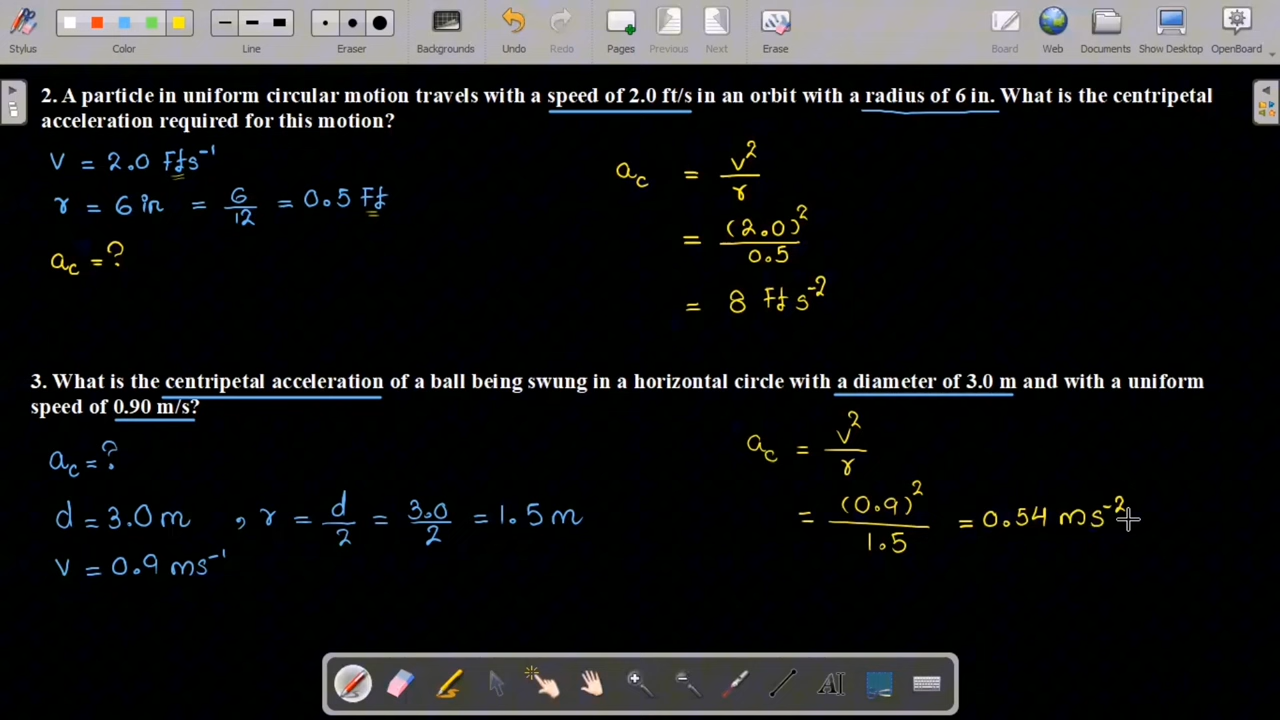 Stylus
Color
Line
Eraser
Backgrounds
Undo
Redo
Pages
Previous
Next
Erase
Board
Web
Documents
Show Desktop
OpenBoard
2. A particle in uniform circular motion travels with a speed of 2.0 ft/s in an orbit with a radius of 6 in. What is the centripetal
acceleration required for this motion?
v = 2.0 Fts⁻¹
r = 6 in = 6/12 = 0.5 Ft
a_c = ?
a_c = v²/r
= (2.0)²/0.5
= 8 Ft s⁻²
3. What is the centripetal acceleration of a ball being swung in a horizontal circle with a diameter of 3.0 m and with a uniform
speed of 0.90 m/s?
a_c = ?
d = 3.0 m , r = d/2 = 3.0/2 = 1.5 m
v = 0.9 ms⁻¹
a_c = v²/r
= (0.9)²/1.5 = 0.54 ms⁻²
AI